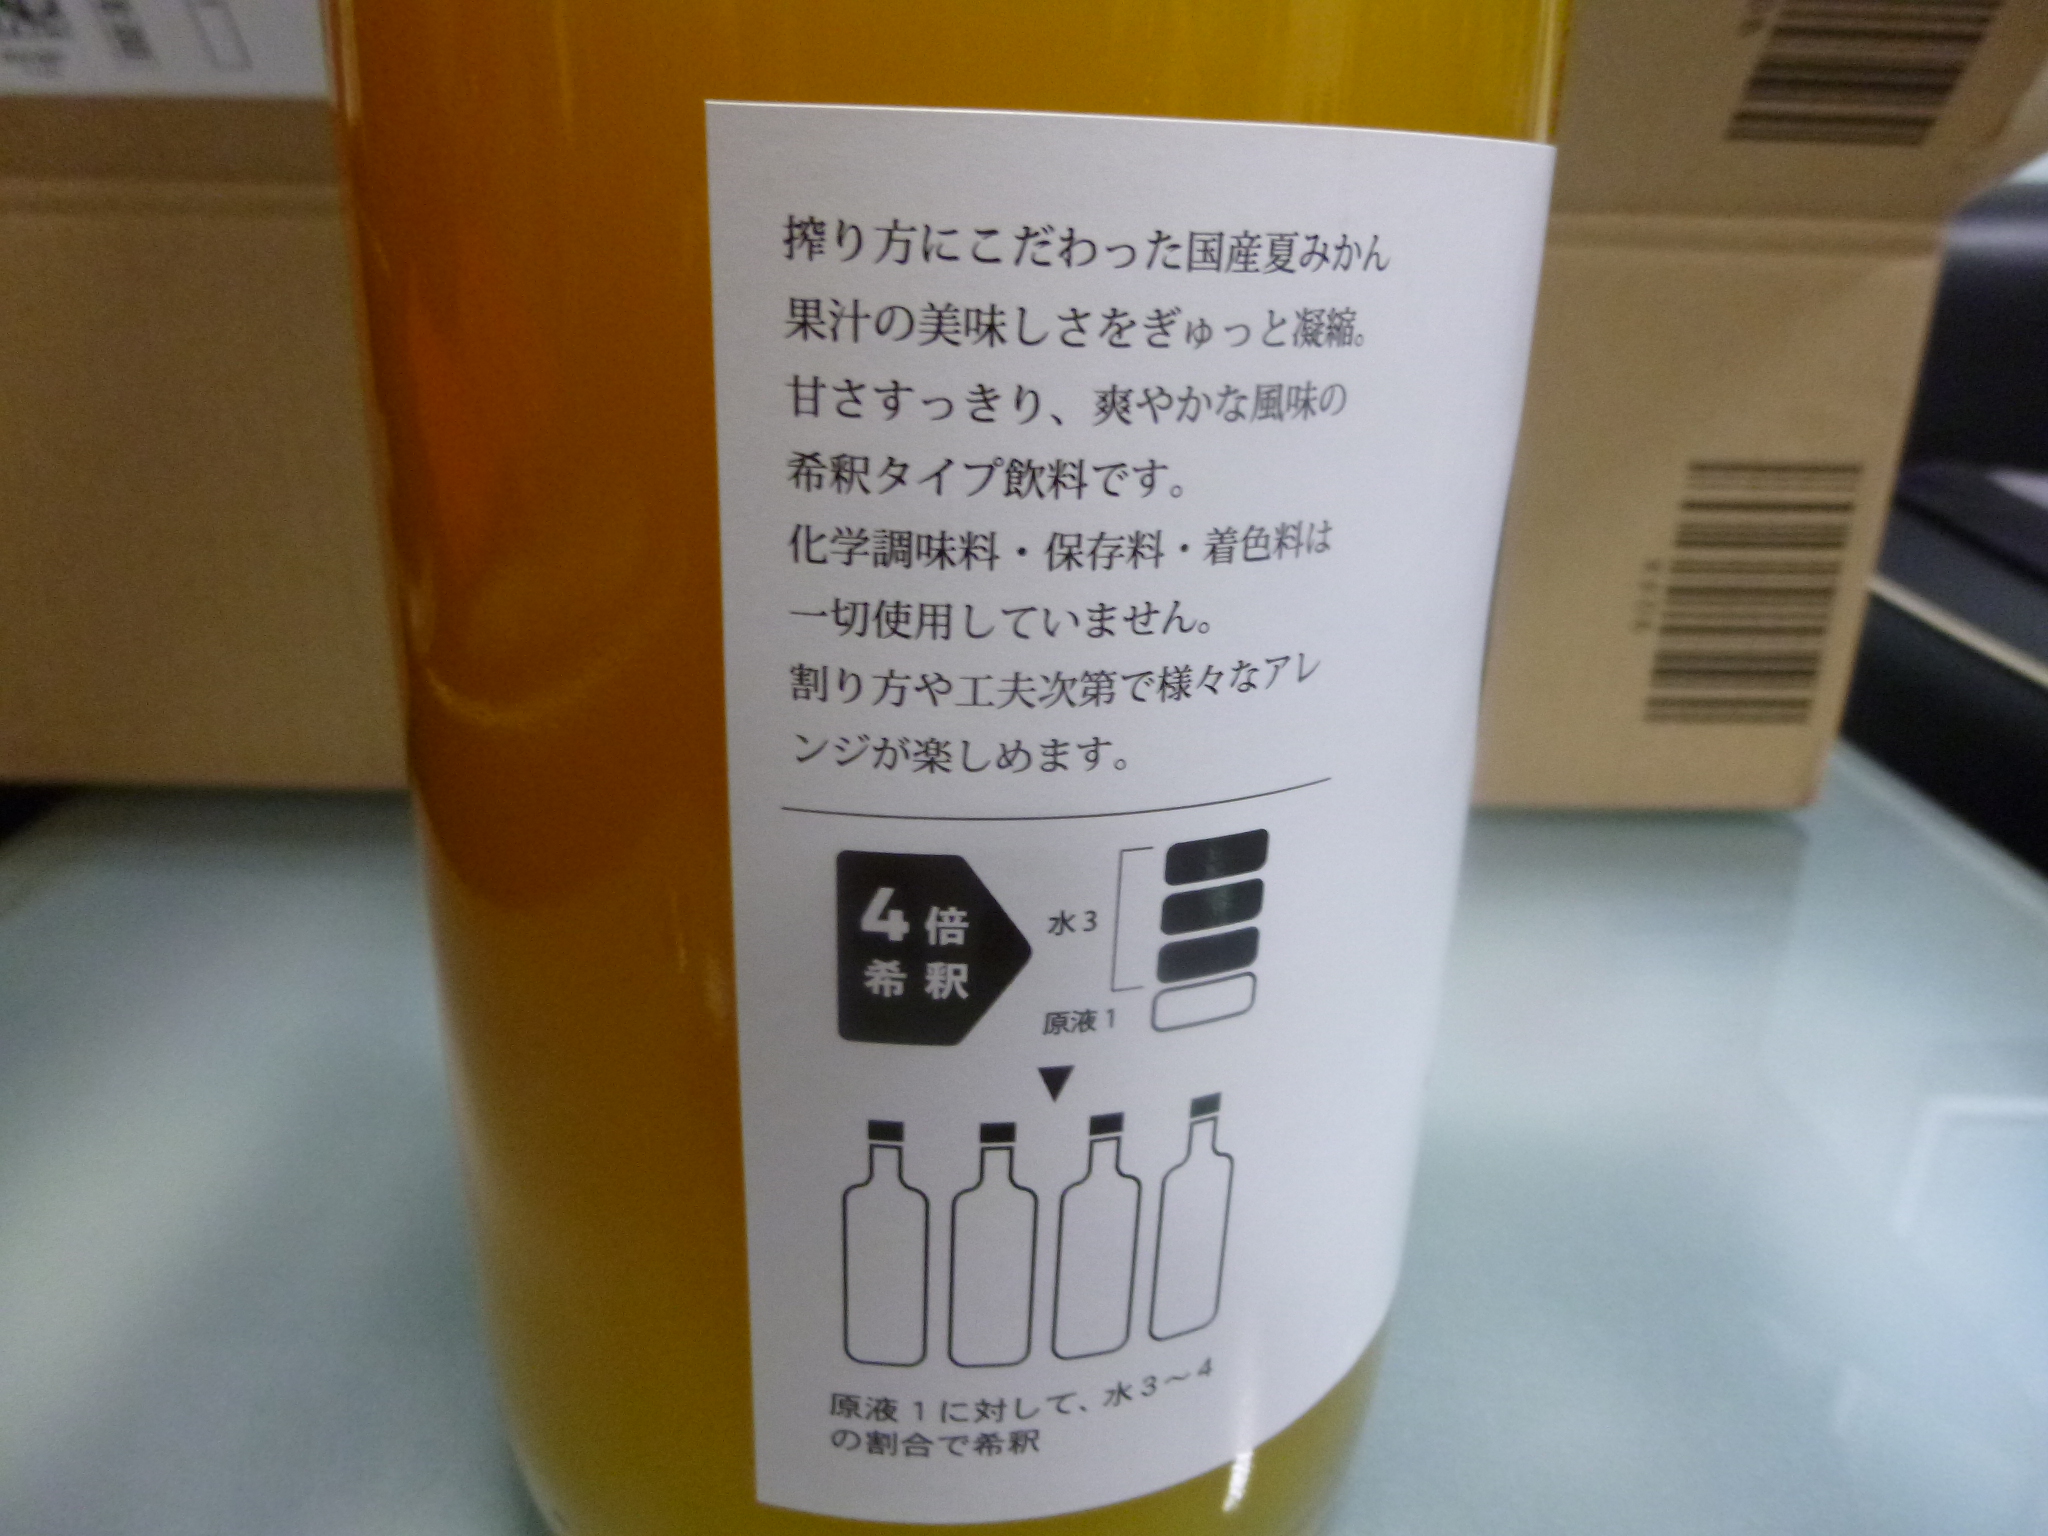 搾り方にこだわった国産夏みかん
果汁の美味しさをぎゅっと凝縮。
甘さすっきり、爽やかな風味の
希釈タイプ飲料です。
化学調味料・保存料・着色料は
一切使用していません。
割り方や工夫次第で様々なアレ
ンジが楽しめます。
4倍
希釈
水3
原液1
原液1に対して、水3～4
の割合で希釈